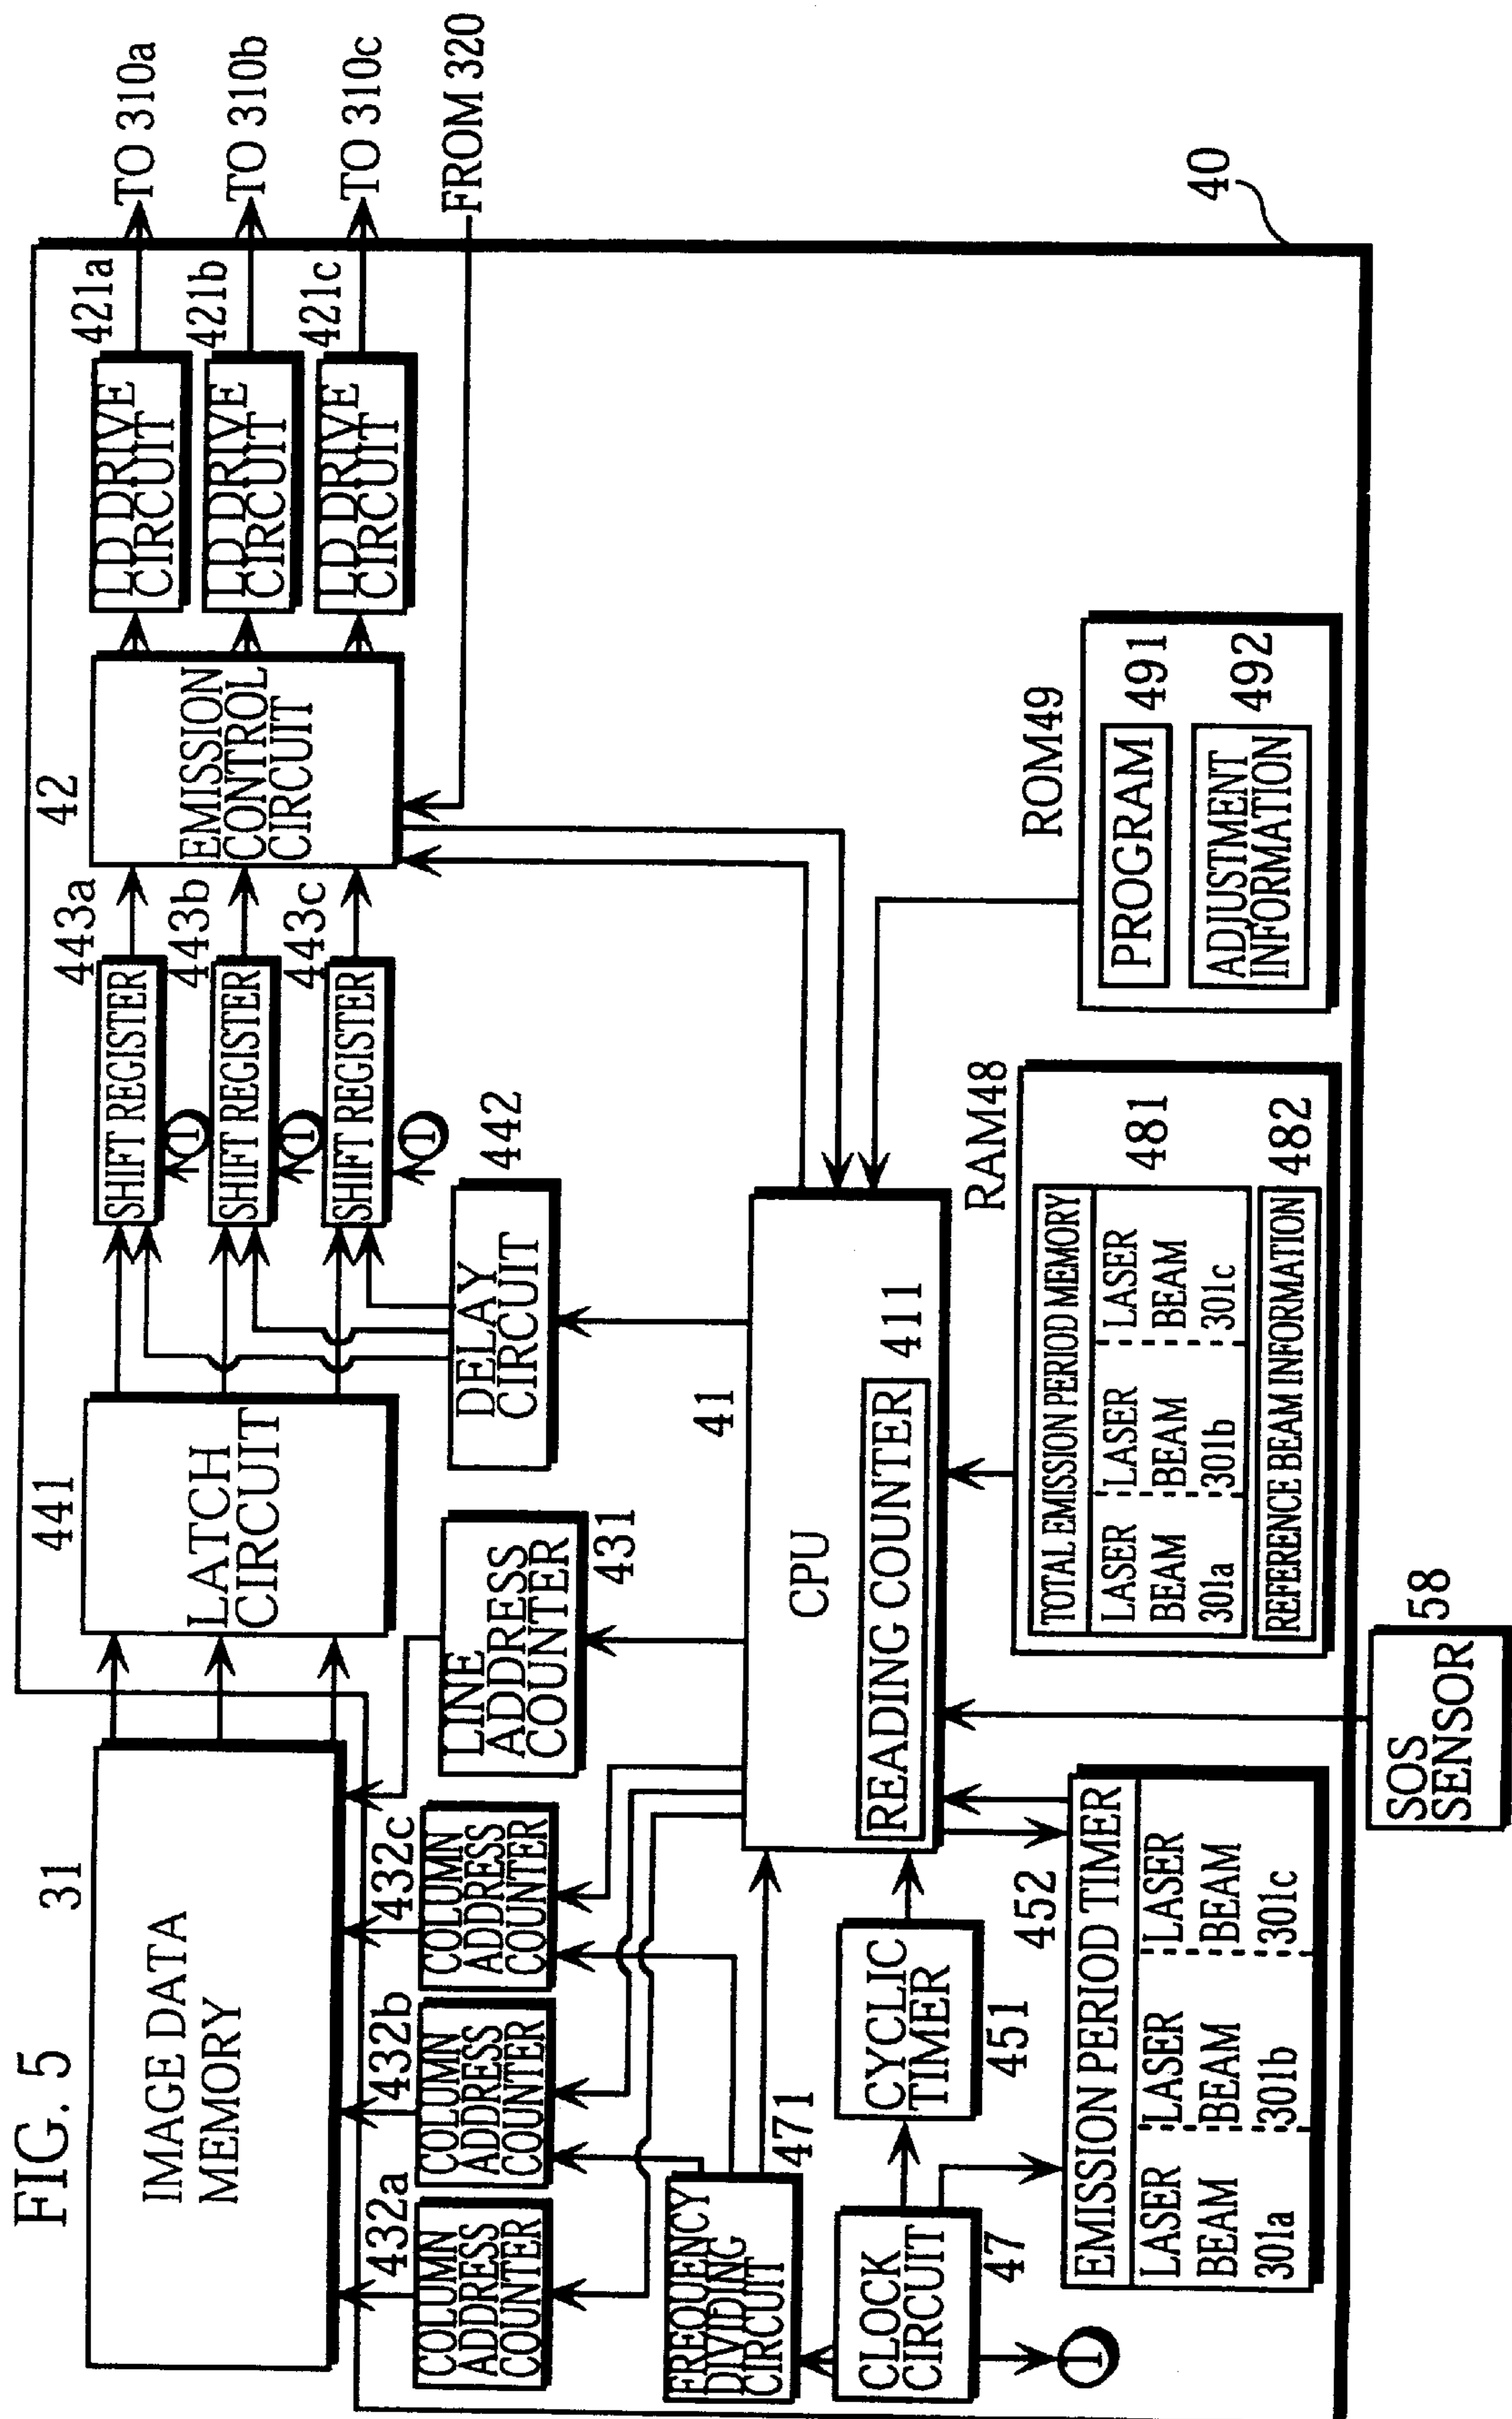 FIG. 5
31
IMAGE DATA
MEMORY
441
LATCH
CIRCUIT
443a
SHIFT REGISTER
①
443b
SHIFT REGISTER
①
443c
SHIFT REGISTER
①
42
EMISSION
CONTROL
CIRCUIT
421a
LD DRIVE
CIRCUIT
421b
LD DRIVE
CIRCUIT
421c
LD DRIVE
CIRCUIT
TO 310a
TO 310b
TO 310c
FROM 320
432a
COLUMN
ADDRESS
COUNTER
432b
COLUMN
ADDRESS
COUNTER
432c
COLUMN
ADDRESS
COUNTER
LINE
ADDRESS
COUNTER
431
DELAY
CIRCUIT
442
FREQUENCY
DIVIDING
CIRCUIT
471
41
CPU
READING COUNTER
411
CLOCK
CIRCUIT
47
①
CYCLIC
TIMER
451
452
EMISSION PERIOD TIMER
LASER
BEAM
301a
LASER
BEAM
301b
LASER
BEAM
301c
RAM48
TOTAL EMISSION PERIOD MEMORY
481
LASER
BEAM
301a
LASER
BEAM
301b
LASER
BEAM
301c
REFERENCE BEAM INFORMATION
482
ROM49
PROGRAM
491
ADJUSTMENT
INFORMATION
492
40
SOS
SENSOR
58